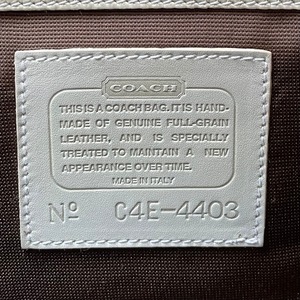 COACH
THIS IS A COACH BAG. IT IS HAND-
MADE OF GENUINE FULL-GRAIN
LEATHER, AND IS SPECIALLY
TREATED TO MAINTAIN A NEW
APPEARANCE OVER TIME.
MADE IN ITALY
Nº C4E-4403